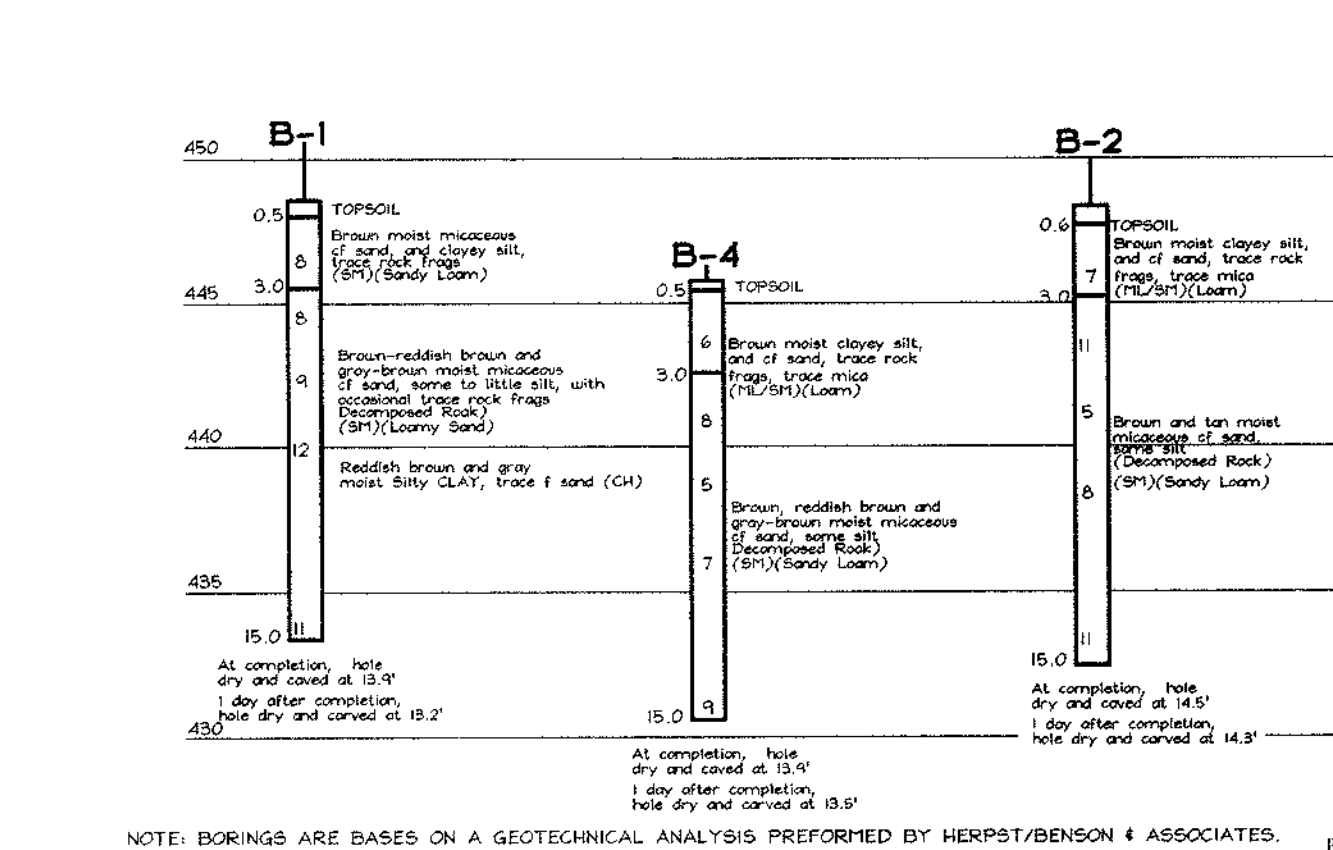 B-1
450
0.5
TOPSOIL
Brown moist micaceous
cf sand, and clayey silt,
trace rock frags
(SM)(Sandy Loam)
8
3.0
445
8
Brown-reddish brown and
gray-brown moist micaceous
cf sand, some to little silt, with
occasional trace rock frags
Decomposed Rock)
(SM)(Loamy Sand)
9
440
12
Reddish brown and gray
moist Silty CLAY, trace f sand (CH)
435
11
15.0
At completion, hole
dry and caved at 13.9'
1 day after completion,
hole dry and carved at 13.2'
430
B-4
0.5
TOPSOIL
6
Brown moist clayey silt,
and cf sand, trace rock
frags, trace mica
(ML/SM)(Loam)
3.0
8
5
Brown, reddish brown and
gray-brown moist micaceous
cf sand, some silt
Decomposed Rock)
(SM)(Sandy Loam)
7
9
15.0
At completion, hole
dry and caved at 13.9'
1 day after completion,
hole dry and carved at 13.5'
B-2
0.6
TOPSOIL
Brown moist clayey silt,
and cf sand, trace rock
frags, trace mica
(ML/SM)(Loam)
7
3.0
11
5
Brown and tan moist
micaceous cf sand,
some silt
(Decomposed Rock)
(SM)(Sandy Loam)
8
11
15.0
At completion, hole
dry and caved at 14.5'
1 day after completion,
hole dry and carved at 14.3'
NOTE: BORINGS ARE BASES ON A GEOTECHNICAL ANALYSIS PREFORMED BY HERPST/BENSON & ASSOCIATES.